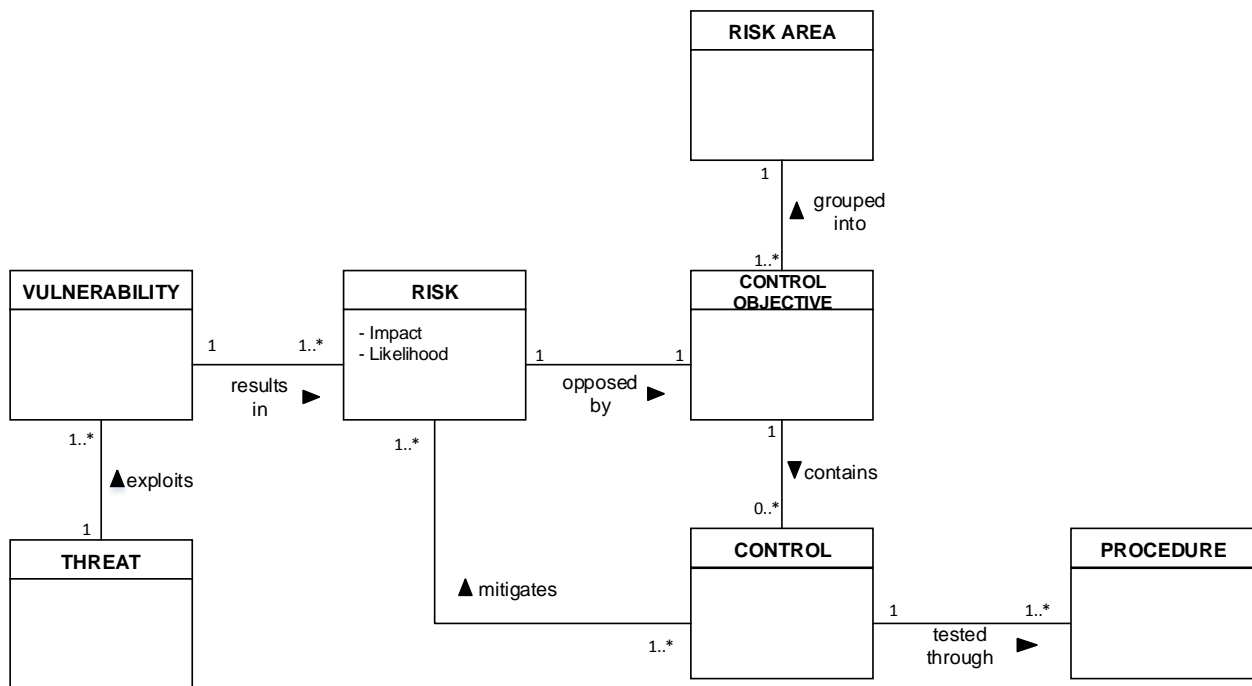 RISK AREA
1
grouped
into
1..*
VULNERABILITY
RISK
- Impact
- Likelihood
CONTROL
OBJECTIVE
1
1..*
results
in
1
1
opposed
by
1..*
exploits
1
THREAT
1..*
mitigates
1..*
1
contains
0..*
CONTROL
1
1..*
tested
through
PROCEDURE